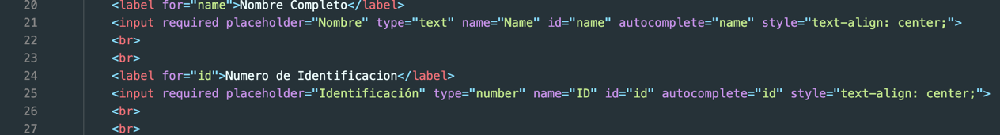 20 <label for="name">Nombre Completo</label>
21 <input required placeholder="Nombre" type="text" name="Name" id="name" autocomplete="name" style="text-align: center;">
22 <br>
23 <br>
24 <label for="id">Numero de Identificacion</label>
25 <input required placeholder="Identificación" type="number" name="ID" id="id" autocomplete="id" style="text-align: center;">
26 <br>
27 <br>